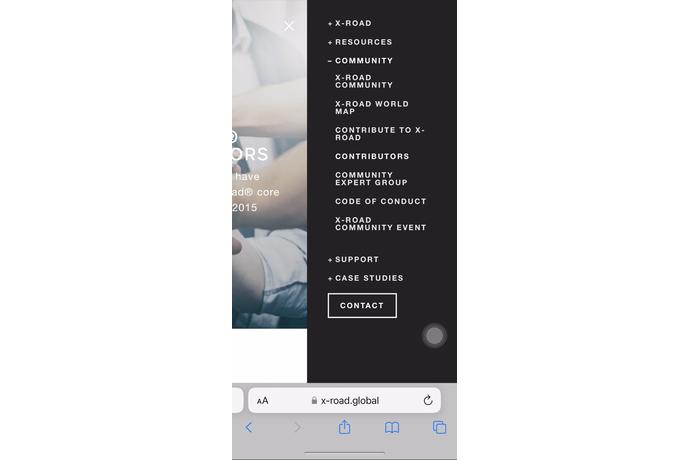 + X-ROAD
+ RESOURCES
– COMMUNITY
X-ROAD
COMMUNITY
X-ROAD WORLD
MAP
CONTRIBUTE TO X-
ROAD
CONTRIBUTORS
COMMUNITY
EXPERT GROUP
CODE OF CONDUCT
X-ROAD
COMMUNITY EVENT
+ SUPPORT
+ CASE STUDIES
CONTACT
®
ORS
have
ad® core
2015
AA x-road.global